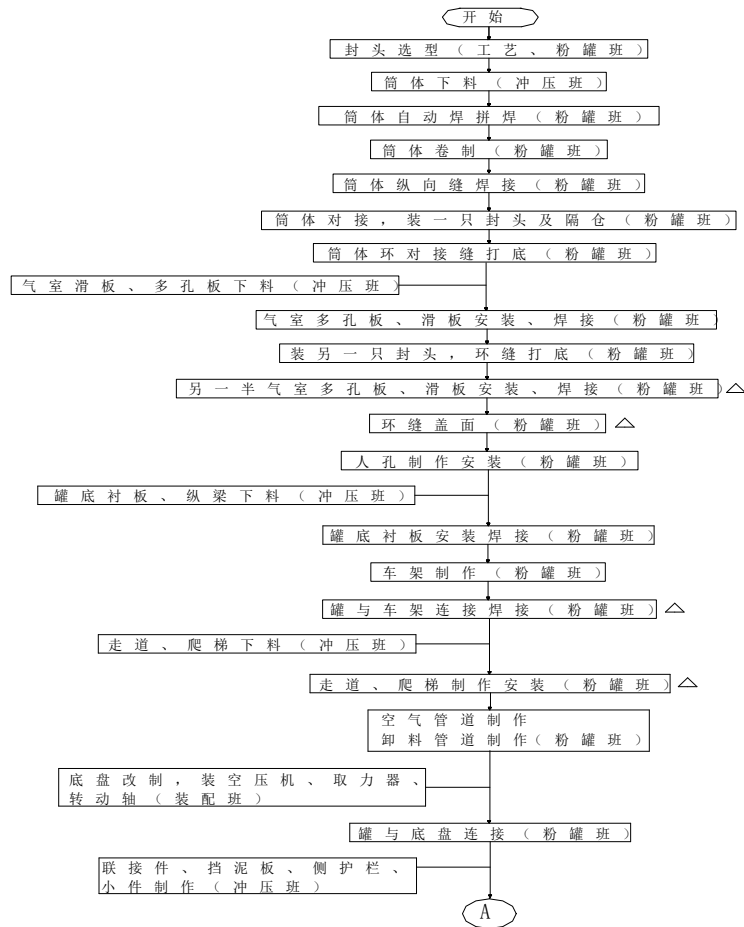 开始
封头选型（工艺、粉罐班）
筒体下料（冲压班）
筒体自动焊拼焊（粉罐班）
筒体卷制（粉罐班）
筒体纵向缝焊接（粉罐班）
筒体对接，装一只封头及隔仓（粉罐班）
筒体环对接缝打底（粉罐班）
气室滑板、多孔板下料（冲压班）
气室多孔板、滑板安装、焊接（粉罐班）
装另一只封头，环缝打底（粉罐班）
另一半气室多孔板、滑板安装、焊接（粉罐班）
环缝盖面（粉罐班）
人孔制作安装（粉罐班）
罐底衬板、纵梁下料（冲压班）
罐底衬板安装焊接（粉罐班）
车架制作（粉罐班）
罐与车架连接焊接（粉罐班）
走道、爬梯下料（冲压班）
走道、爬梯制作安装（粉罐班）
空气管道制作
卸料管道制作（粉罐班）
底盘改制，装空压机、取力器、
转动轴（装配班）
罐与底盘连接（粉罐班）
联接件、挡泥板、侧护栏、
小件制作（冲压班）
A